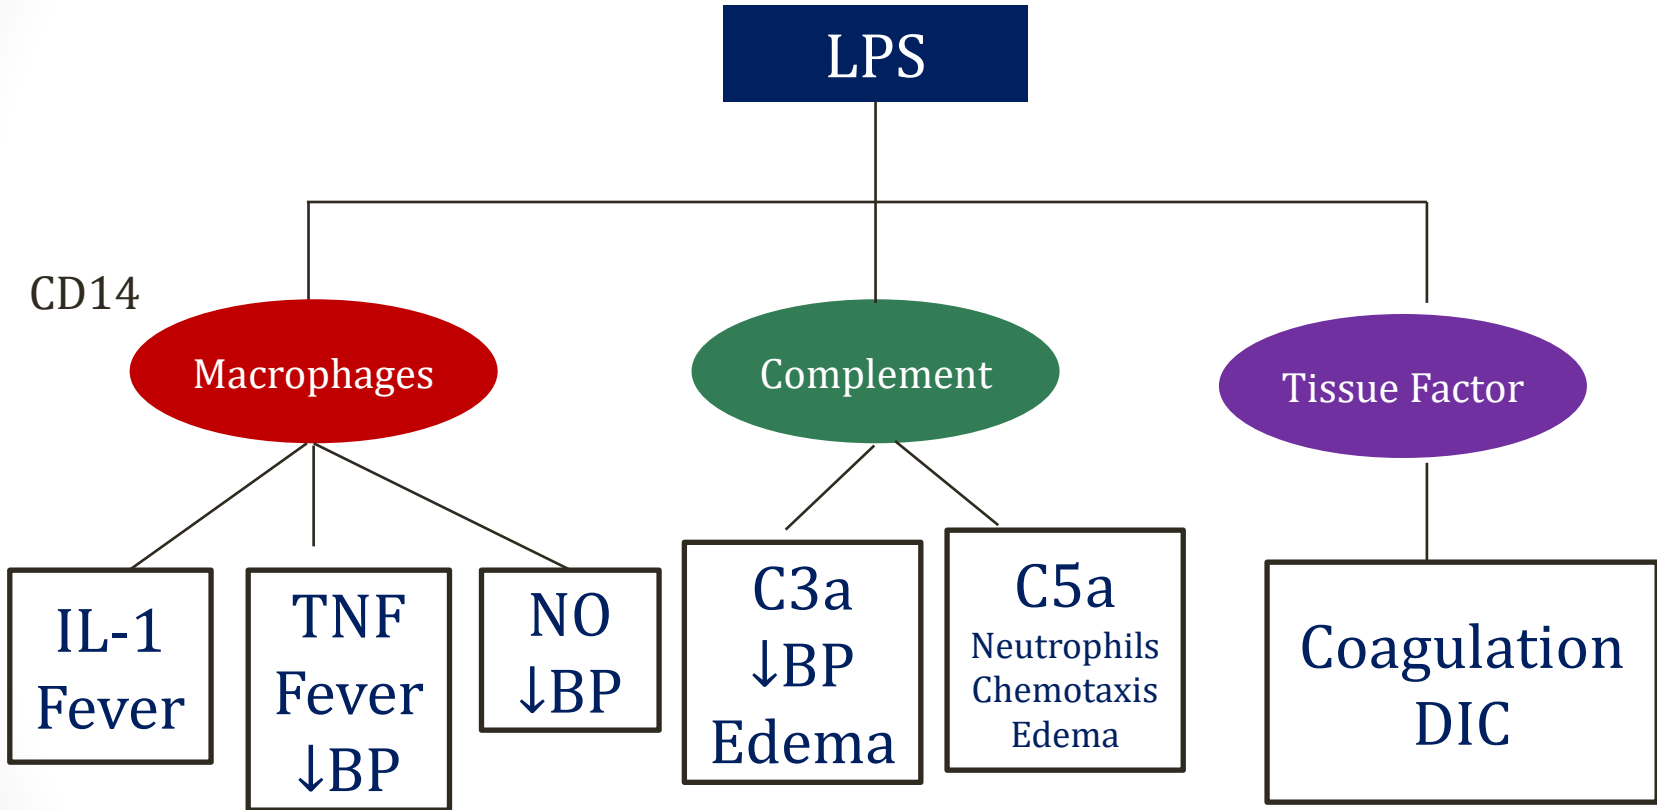 LPS
CD14
Macrophages
Complement
Tissue Factor
IL-1
Fever
TNF
Fever
↓BP
NO
↓BP
C3a
↓BP
Edema
C5a
Neutrophils
Chemotaxis
Edema
Coagulation
DIC